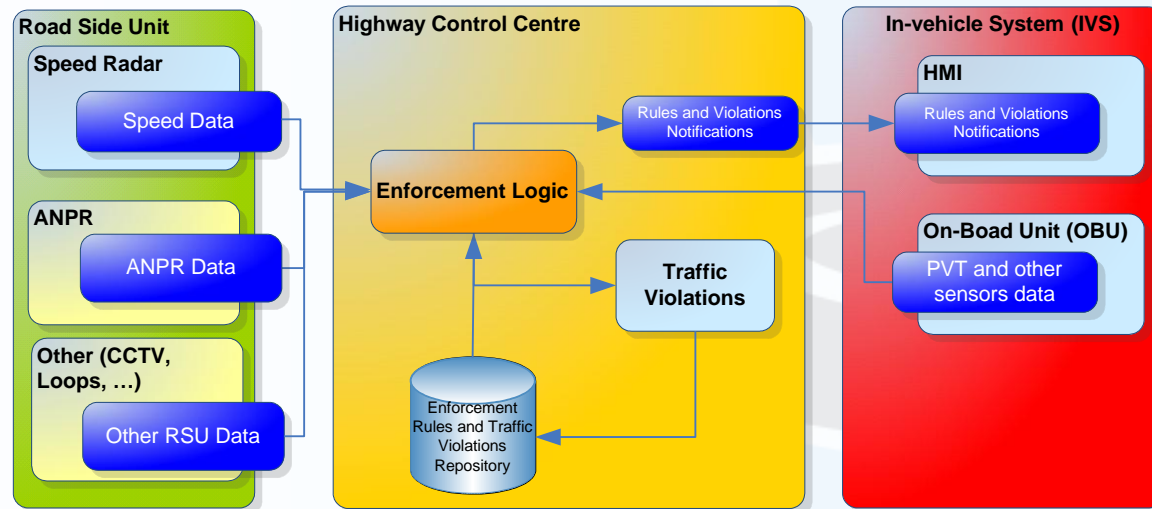 Road Side Unit
Speed Radar
Speed Data
ANPR
ANPR Data
Other (CCTV,
Loops, …)
Other RSU Data
Highway Control Centre
Rules and Violations
Notifications
Enforcement Logic
Traffic
Violations
Enforcement
Rules and Traffic
Violations
Repository
In-vehicle System (IVS)
HMI
Rules and Violations
Notifications
On-Boad Unit (OBU)
PVT and other
sensors data